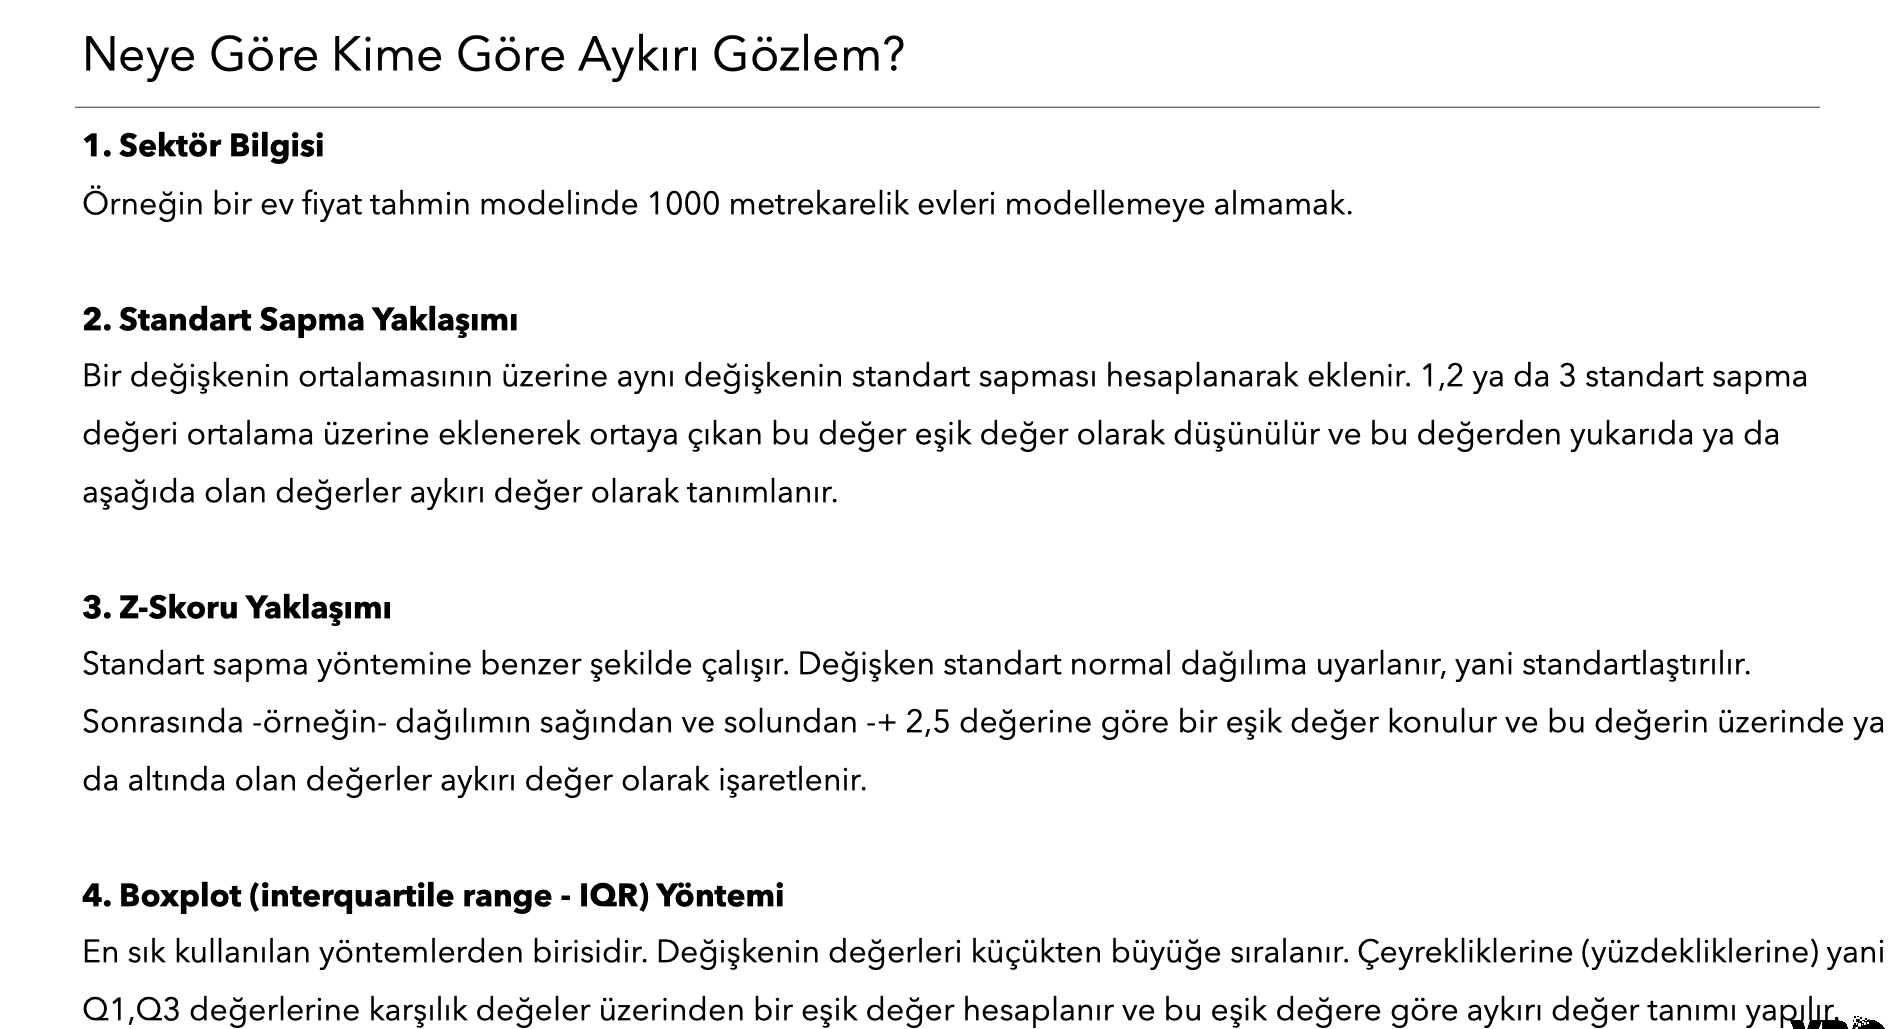 Neye Göre Kime Göre Aykırı Gözlem?
1. Sektör Bilgisi
Örneğin bir ev fiyat tahmin modelinde 1000 metrekarelik evleri modellemeye almamak.
2. Standart Sapma Yaklaşımı
Bir değişkenin ortalamasının üzerine aynı değişkenin standart sapması hesaplanarak eklenir. 1,2 ya da 3 standart sapma
değeri ortalama üzerine eklenerek ortaya çıkan bu değer eşik değer olarak düşünülür ve bu değerden yukarıda ya da
aşağıda olan değerler aykırı değer olarak tanımlanır.
3. Z-Skoru Yaklaşımı
Standart sapma yöntemine benzer şekilde çalışır. Değişken standart normal dağılıma uyarlanır, yani standartlaştırılır.
Sonrasında -örneğin- dağılımın sağından ve solundan -+ 2,5 değerine göre bir eşik değer konulur ve bu değerin üzerinde ya
da altında olan değerler aykırı değer olarak işaretlenir.
4. Boxplot (interquartile range - IQR) Yöntemi
En sık kullanılan yöntemlerden birisidir. Değişkenin değerleri küçükten büyüğe sıralanır. Çeyrekliklerine (yüzdekliklerine) yani
Q1,Q3 değerlerine karşılık değeler üzerinden bir eşik değer hesaplanır ve bu eşik değere göre aykırı değer tanımı yapılır.